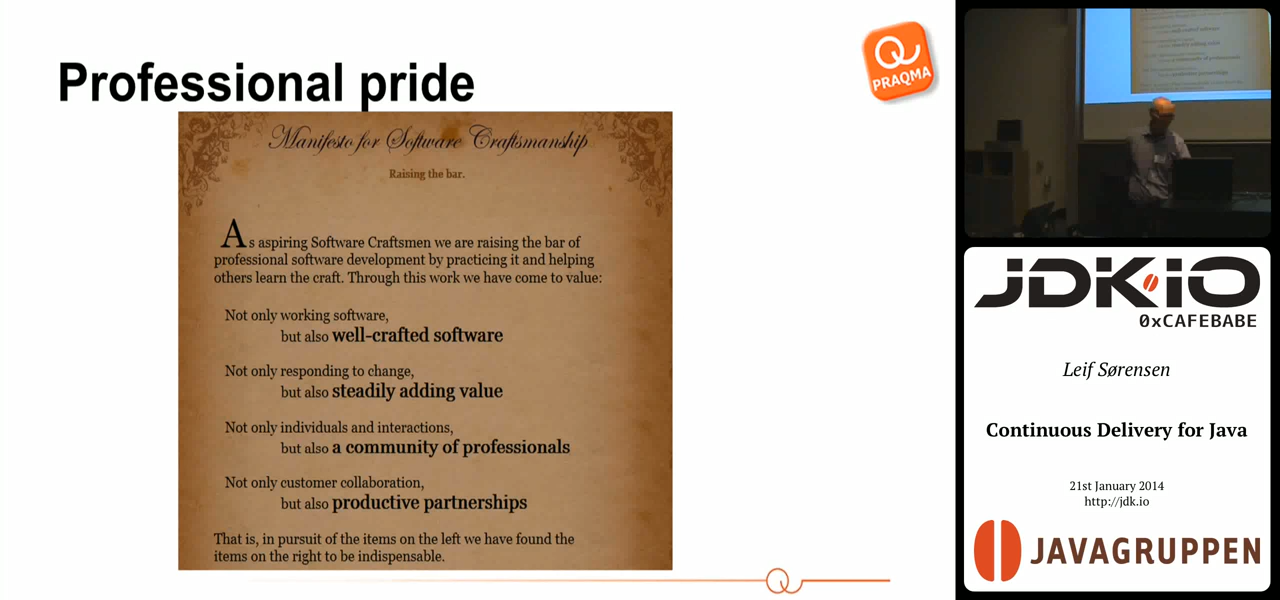 Professional pride
PRAQMA
Manifesto for Software Craftsmanship
Raising the bar.
As aspiring Software Craftsmen we are raising the bar of
professional software development by practicing it and helping
others learn the craft. Through this work we have come to value:
Not only working software,
but also well-crafted software
Not only responding to change,
but also steadily adding value
Not only individuals and interactions,
but also a community of professionals
Not only customer collaboration,
but also productive partnerships
That is, in pursuit of the items on the left we have found the
items on the right to be indispensable.
JDK.IO
0xCAFEBABE
Leif Sørensen
Continuous Delivery for Java
21st January 2014
http://jdk.io
JAVAGRUPPEN